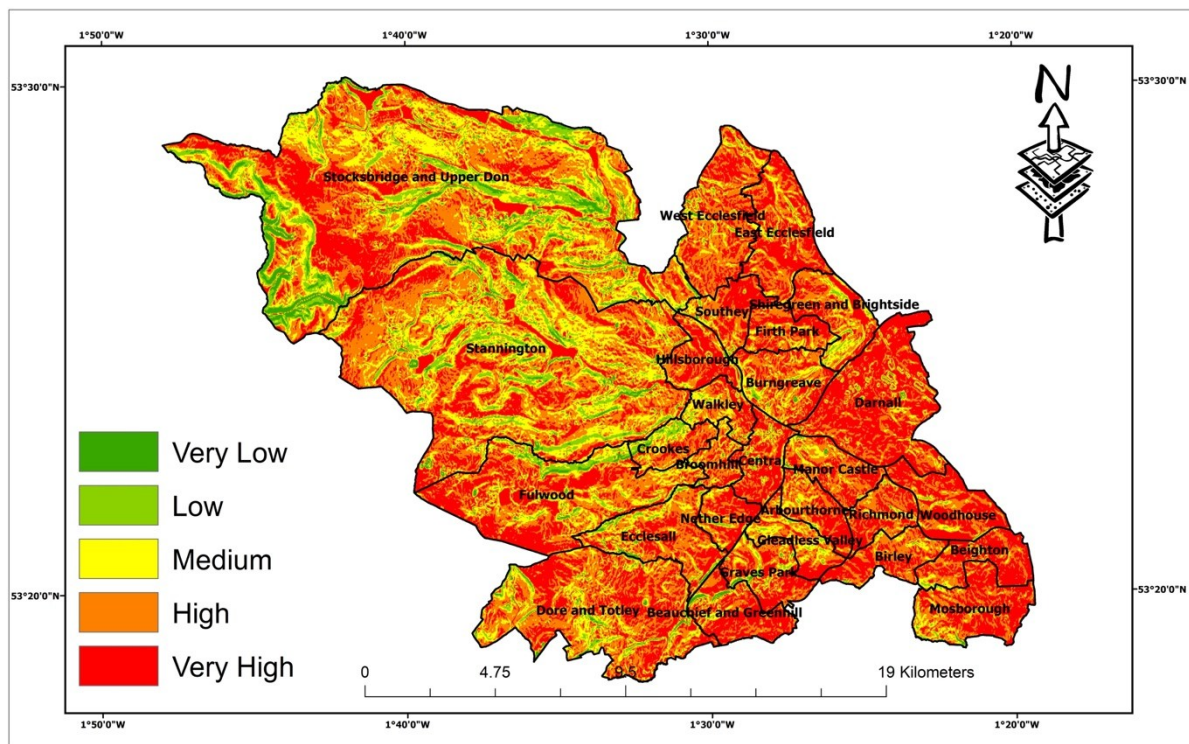 1°50'0"W 1°40'0"W 1°30'0"W 1°20'0"W
53°30'0"N 53°30'0"N
N
Stocksbridge and Upper Don
West Ecclesfield
East Ecclesfield
Shiregreen and Brightside
Southey
Firth Park
Stannington
Hillsborough
Burngreave
Walkley
Darnall
Crookes
Broomhill
Central
Manor Castle
Fulwood
Nether Edge
Arbourthorne
Richmond
Woodhouse
Ecclesall
Gleadless Valley
Birley
Beighton
Graves Park
Dore and Totley
Beauchief and Greenhill
Mosborough
53°20'0"N 53°20'0"N
Very Low
Low
Medium
High
Very High
0 4.75 9.5 19 Kilometers
1°50'0"W 1°40'0"W 1°30'0"W 1°20'0"W